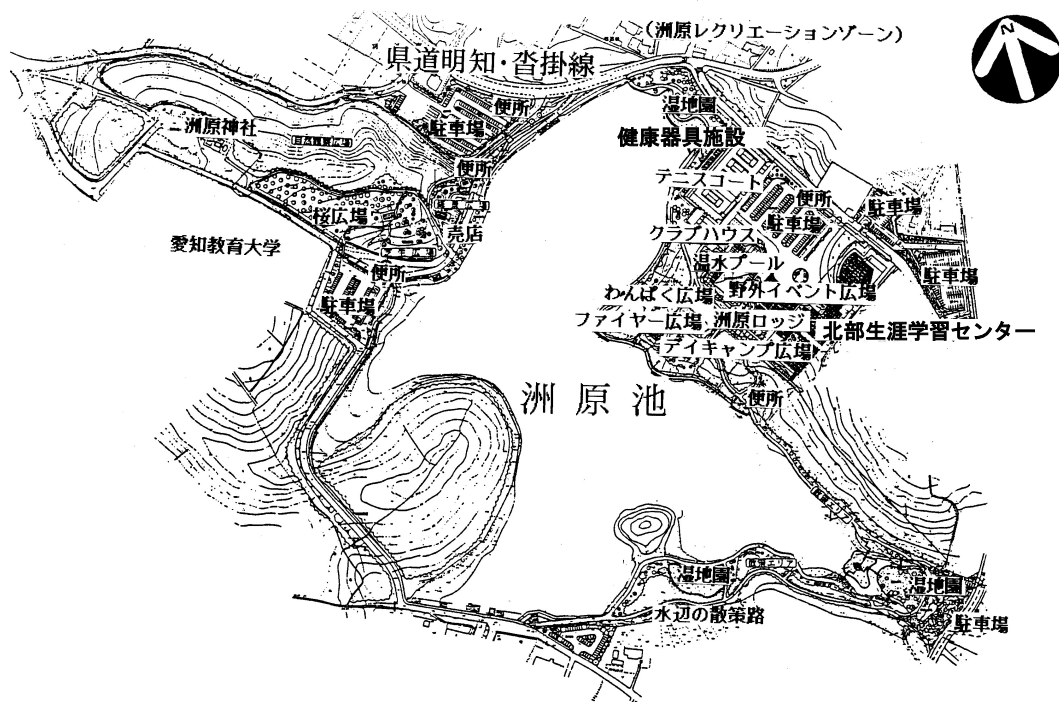 (洲原レクリエーションゾーン)
N
県道明知・沓掛線
便所
湿地園
駐車場
健康器具施設
洲原神社
便所
テニスコート
便所
駐車場
桜広場
売店
駐車場
クラブハウス
愛知教育大学
温水プール
便所
駐車場
わんぱく広場
野外イベント広場
駐車場
ファイヤー広場
洲原ロッジ
北部生涯学習センター
デイキャンプ広場
洲原池
便所
湿地園
湿地園
水辺の散策路
駐車場